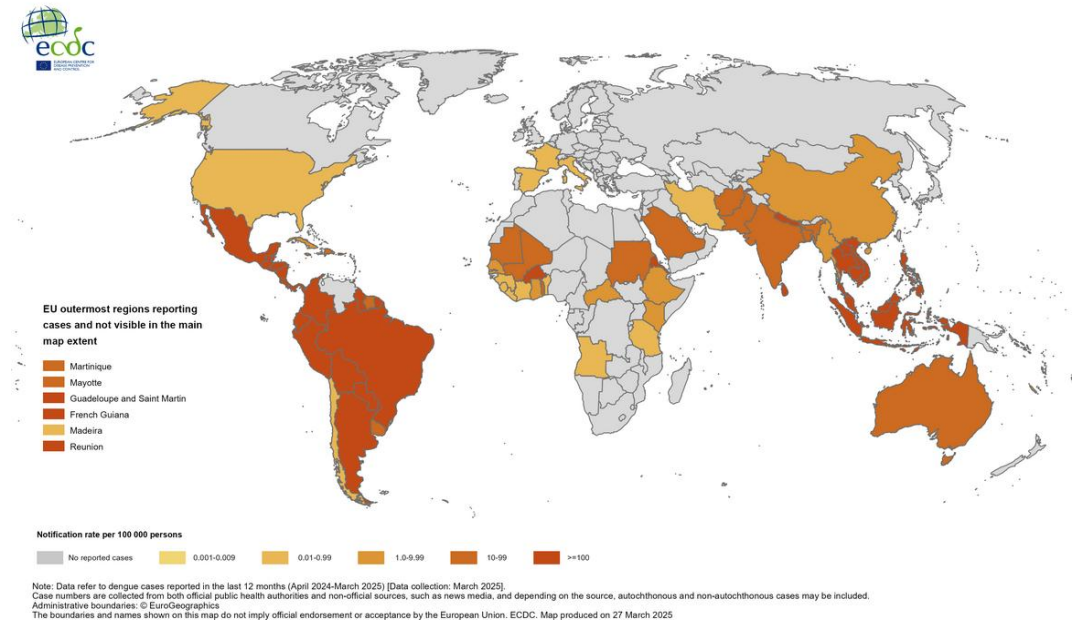 ecdc
EUROPEAN CENTRE FOR
DISEASE PREVENTION
AND CONTROL
EU outermost regions reporting
cases and not visible in the main
map extent
Martinique
Mayotte
Guadeloupe and Saint Martin
French Guiana
Madeira
Reunion
Notification rate per 100 000 persons
No reported cases
0.001-0.009
0.01-0.99
1.0-9.99
10-99
>=100
Note: Data refer to dengue cases reported in the last 12 months (April 2024-March 2025) [Data collection: March 2025].
Case numbers are collected from both official public health authorities and non-official sources, such as news media, and depending on the source, autochthonous and non-autochthonous cases may be included.
Administrative boundaries: © EuroGeographics
The boundaries and names shown on this map do not imply official endorsement or acceptance by the European Union. ECDC. Map produced on 27 March 2025